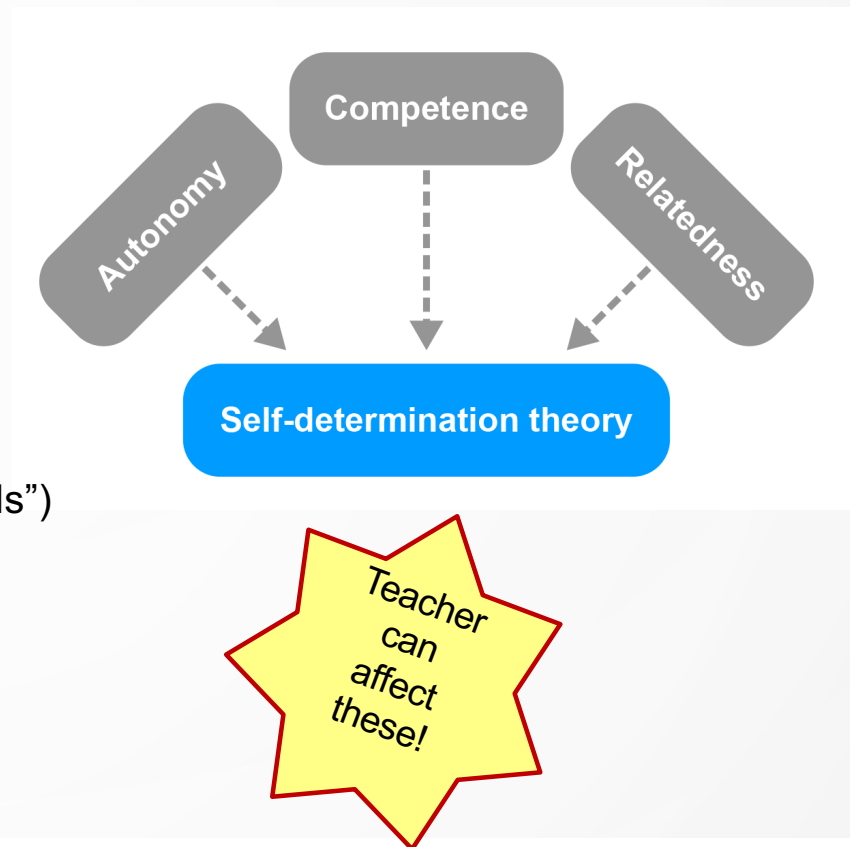 Competence
Autonomy
Relatedness
Self-determination theory
ls”)
Teacher
can
affect
these!